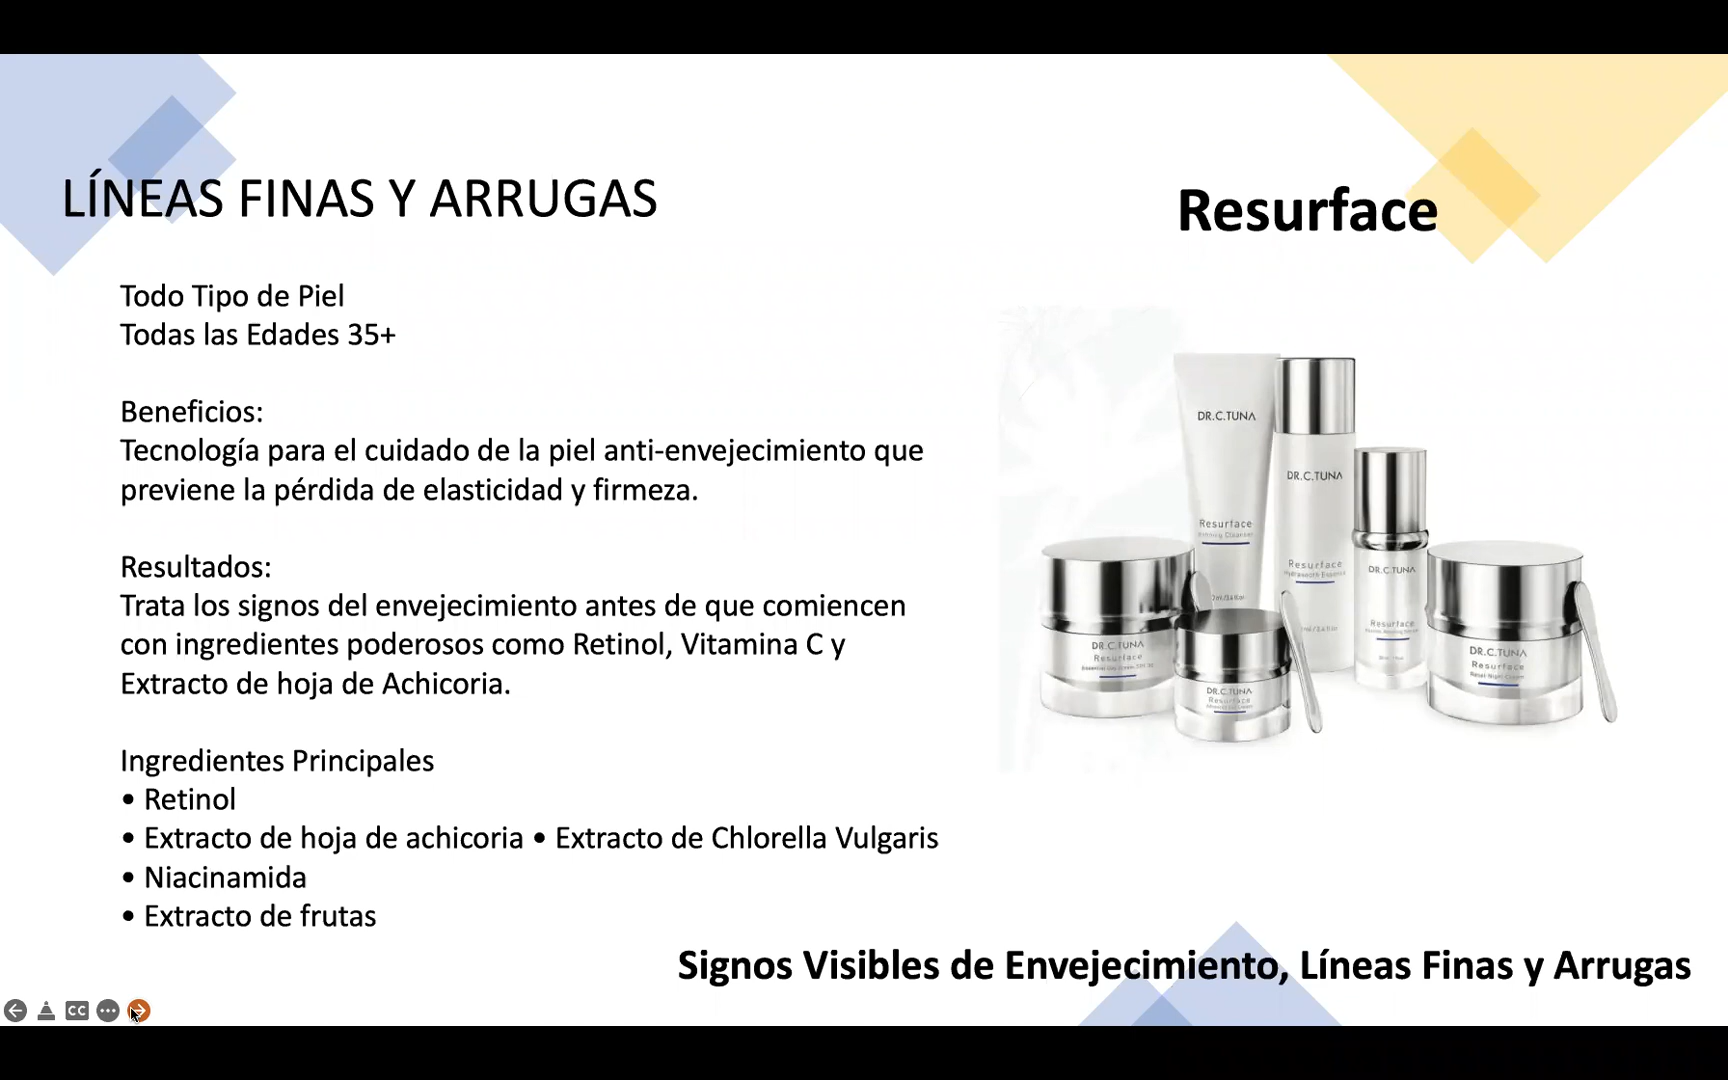 LÍNEAS FINAS Y ARRUGAS
Resurface
Todo Tipo de Piel
Todas las Edades 35+
Beneficios:
Tecnología para el cuidado de la piel anti-envejecimiento que
previene la pérdida de elasticidad y firmeza.
Resultados:
Trata los signos del envejecimiento antes de que comiencen
con ingredientes poderosos como Retinol, Vitamina C y
Extracto de hoja de Achicoria.
Ingredientes Principales
• Retinol
• Extracto de hoja de achicoria • Extracto de Chlorella Vulgaris
• Niacinamida
• Extracto de frutas
DR.C.TUNA
Resurface
Cleanser
DR.C.TUNA
Resurface
DR.C.TUNA
Resurface
DR.C.TUNA
Resurface
DR.C.TUNA
Resurface
DR.C.TUNA
Resurface
Night Cream
Signos Visibles de Envejecimiento, Líneas Finas y Arrugas
CC